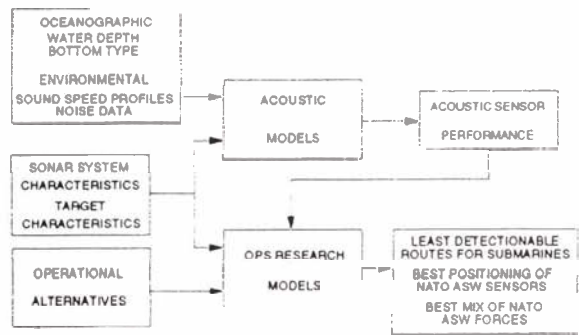 OCEANOGRAPHIC
WATER DEPTH
BOTTOM TYPE
ENVIRONMENTAL
SOUND SPEED PROFILES
NOISE DATA
ACOUSTIC
MODELS
ACOUSTIC SENSOR
PERFORMANCE
SONAR SYSTEM
CHARACTERISTICS
TARGET
CHARACTERISTICS
OPERATIONAL
ALTERNATIVES
OPS RESEARCH
MODELS
LEAST DETECTIONABLE
ROUTES FOR SUBMARINES
BEST POSITIONING OF
NATO ASW SENSORS
BEST MIX OF NATO
ASW FORCES